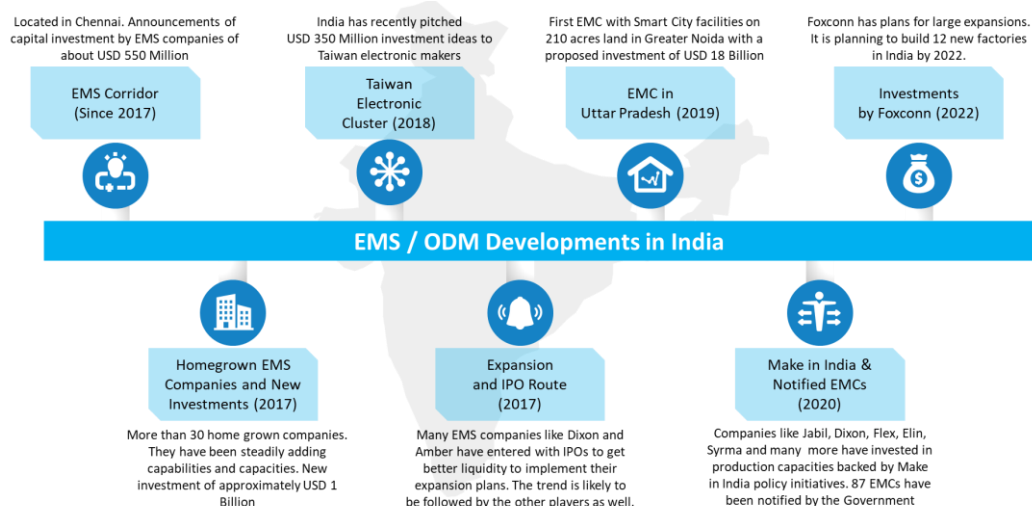 Located in Chennai. Announcements of
capital investment by EMS companies of
about USD 550 Million
EMS Corridor
(Since 2017)
India has recently pitched
USD 350 Million investment ideas to
Taiwan electronic makers
Taiwan
Electronic
Cluster (2018)
First EMC with Smart City facilities on
210 acres land in Greater Noida with a
proposed investment of USD 18 Billion
EMC in
Uttar Pradesh (2019)
Foxconn has plans for large expansions.
It is planning to build 12 new factories
in India by 2022.
Investments
by Foxconn (2022)
EMS / ODM Developments in India
Homegrown EMS
Companies and New
Investments (2017)
More than 30 home grown companies.
They have been steadily adding
capabilities and capacities. New
investment of approximately USD 1
Billion
Expansion
and IPO Route
(2017)
Many EMS companies like Dixon and
Amber have entered with IPOs to get
better liquidity to implement their
expansion plans. The trend is likely to
be followed by the other players as well.
Make in India &
Notified EMCs
(2020)
Companies like Jabil, Dixon, Flex, Elin,
Syrma and many more have invested in
production capacities backed by Make
in India policy initiatives. 87 EMCs have
been notified by the Government